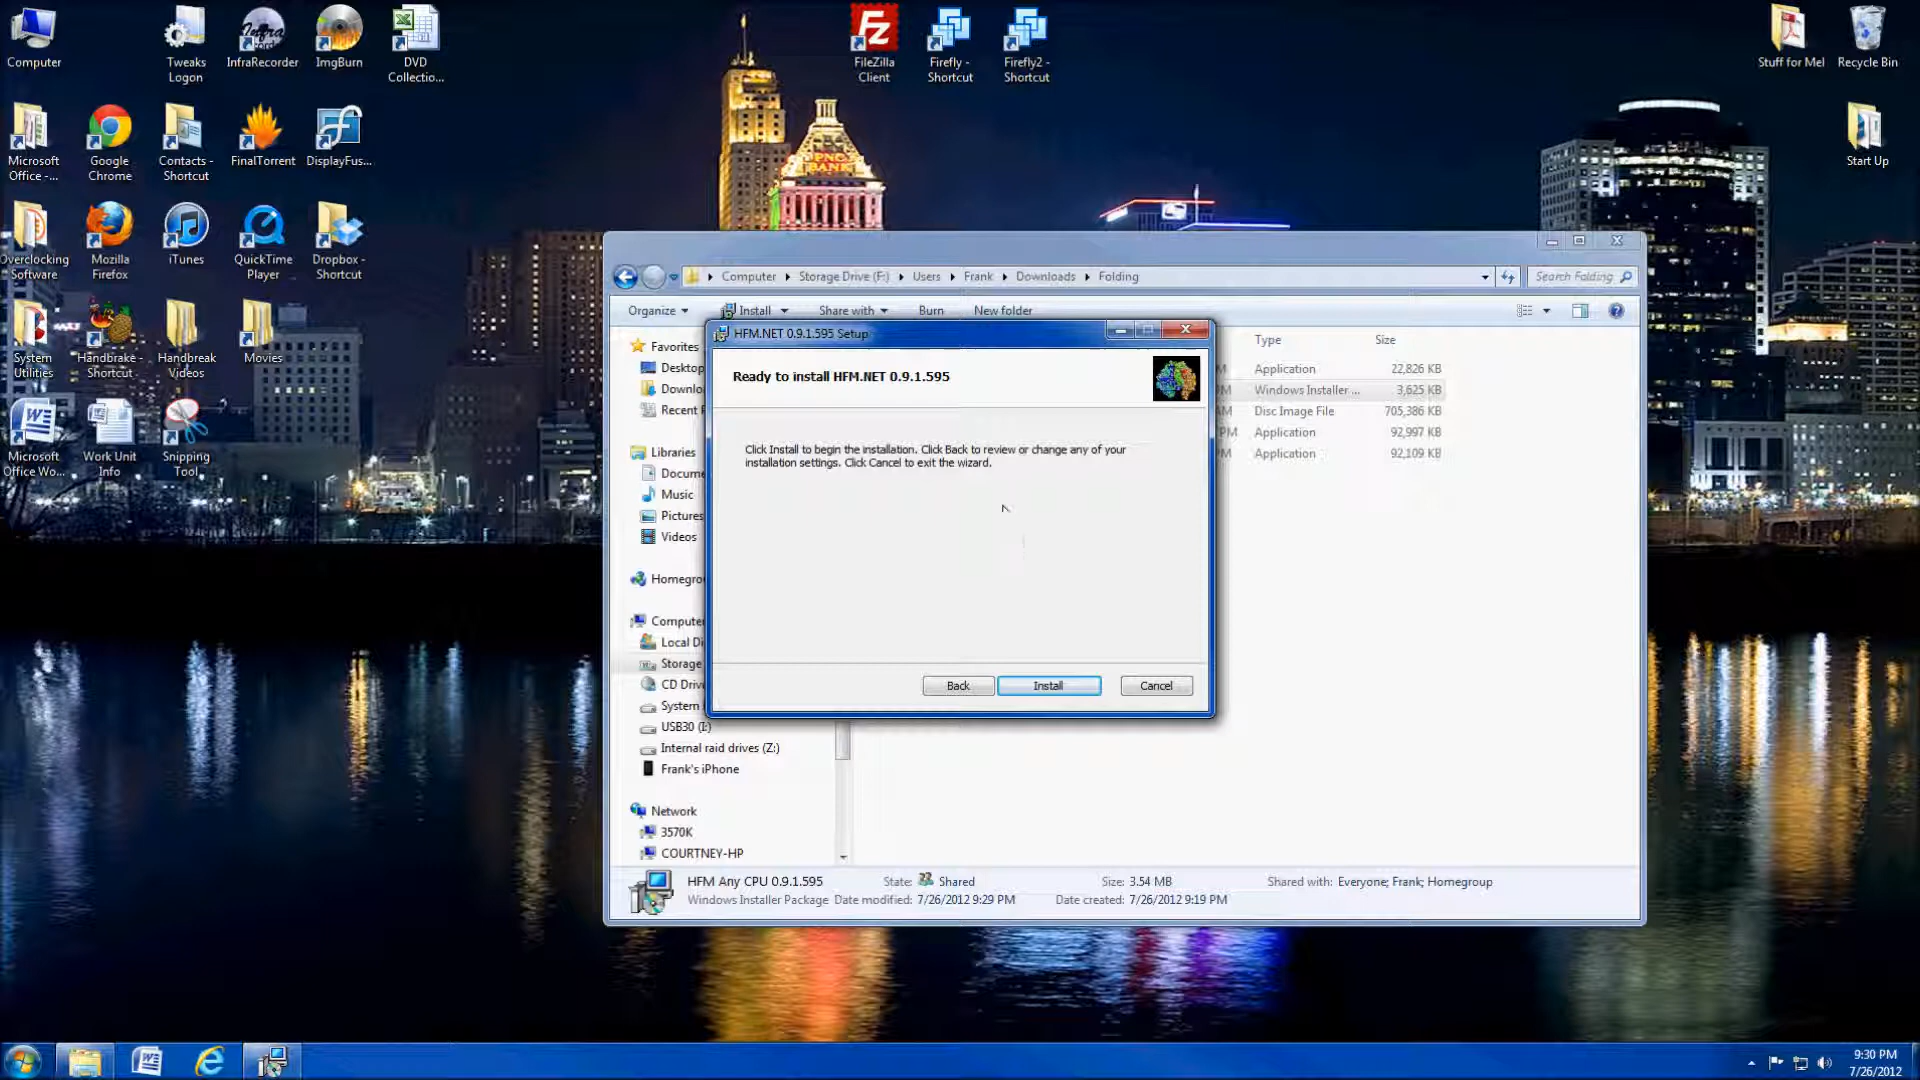 Computer
Tweaks
Logon
InfraRecorder
ImgBurn
DVD
Collectio...
FileZilla
Client
Firefly -
Shortcut
Firefly2 -
Shortcut
Stuff for Me!
Recycle Bin
Microsoft
Office -...
Google
Chrome
Contacts -
Shortcut
FinalTorrent
DisplayFus...
PNC
BANK
Start Up
Overclocking
Software
Mozilla
Firefox
iTunes
QuickTime
Player
Dropbox -
Shortcut
System
Utilities
Handbrake -
Shortcut
Handbreak
Videos
Movies
Microsoft
Office Wo...
Work Unit
Info
Snipping
Tool
Computer
Storage Drive (F:)
Users
Frank
Downloads
Folding
Search Folding
Organize
Install
Share with
Burn
New folder
Type
Size
Application
22,826 KB
Windows Installer ...
3,625 KB
Disc Image File
705,386 KB
Application
92,997 KB
Application
92,109 KB
Favorites
Desktop
Downlo
Recent P
Libraries
Docume
Music
Pictures
Videos
Homegro
Compute
Local Di
Storage
CD Driv
System
USB30 (I:)
Internal raid drives (Z:)
Frank's iPhone
Network
3570K
COURTNEY-HP
HFM.NET 0.9.1.595 Setup
Ready to install HFM.NET 0.9.1.595
Click Install to begin the installation. Click Back to review or change any of your
installation settings. Click Cancel to exit the wizard.
Back
Install
Cancel
HFM Any CPU 0.9.1.595
State: Shared
Size: 3.54 MB
Shared with: Everyone; Frank; Homegroup
Windows Installer Package
Date modified: 7/26/2012 9:29 PM
Date created: 7/26/2012 9:19 PM
9:30 PM
7/26/2012